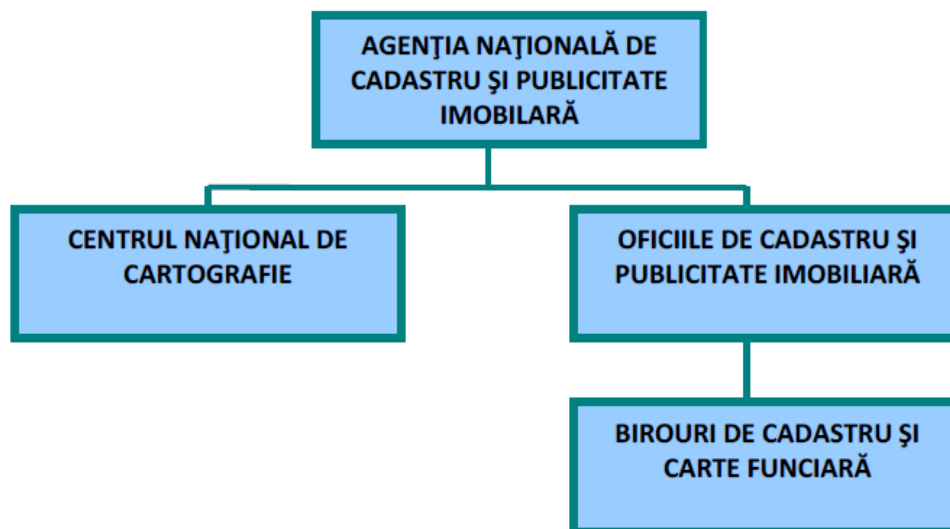 AGENŢIA NAŢIONALĂ DE
CADASTRU ŞI PUBLICITATE
IMOBILARĂ
CENTRUL NAŢIONAL DE
CARTOGRAFIE
OFICIILE DE CADASTRU ŞI
PUBLICITATE IMOBILIARĂ
BIROURI DE CADASTRU ŞI
CARTE FUNCIARĂ